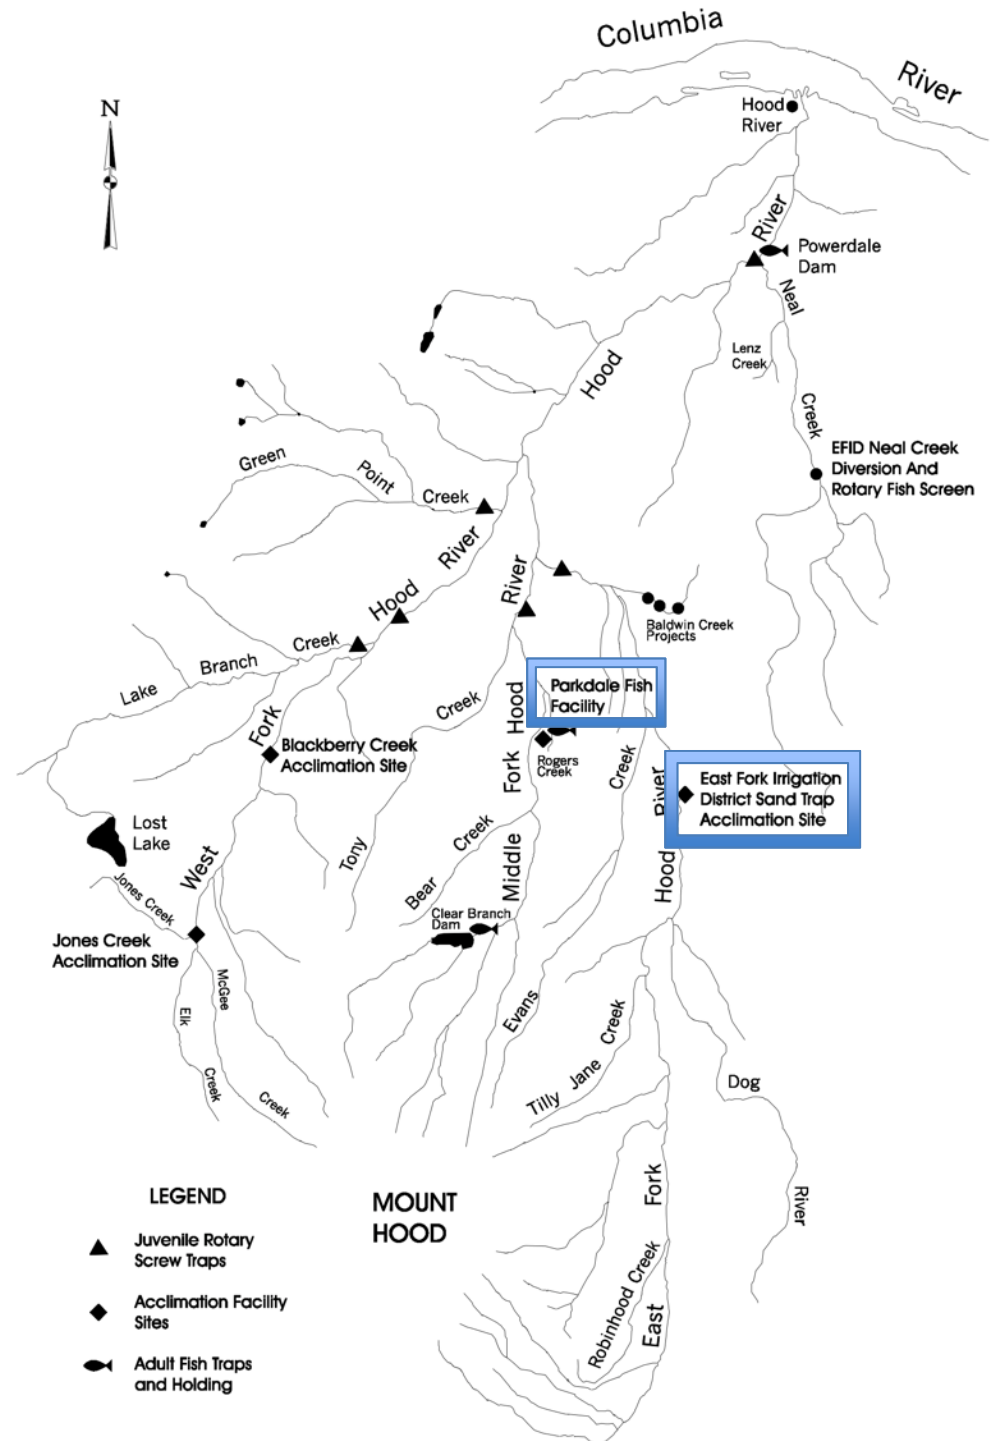 Columbia
River
N
Hood
River
River
Powerdale
Dam
Neal
Lenz
Creek
Hood
Creek
EFID Neal Creek
Diversion And
Rotary Fish Screen
Green
Point
Creek
River
Hood
River
Baldwin Creek
Projects
Creek
Branch
Lake
Parkdale Fish
Facility
Hood
Creek
Fork
Blackberry Creek
Acclimation Site
Rogers
Creek
Fork
Creek
River
East Fork Irrigation
District Sand Trap
Acclimation Site
Lost
Lake
Creek
Tony
West
Middle
Hood
Jones Creek
Bear
Clear Branch
Dam
Jones Creek
Acclimation Site
McGee
Elk
Evans
Creek
Creek
Creek
Jane
Tilly
Dog
MOUNT
HOOD
Fork
River
Robinhood Creek
East
LEGEND
Juvenile Rotary
Screw Traps
Acclimation Facility
Sites
Adult Fish Traps
and Holding